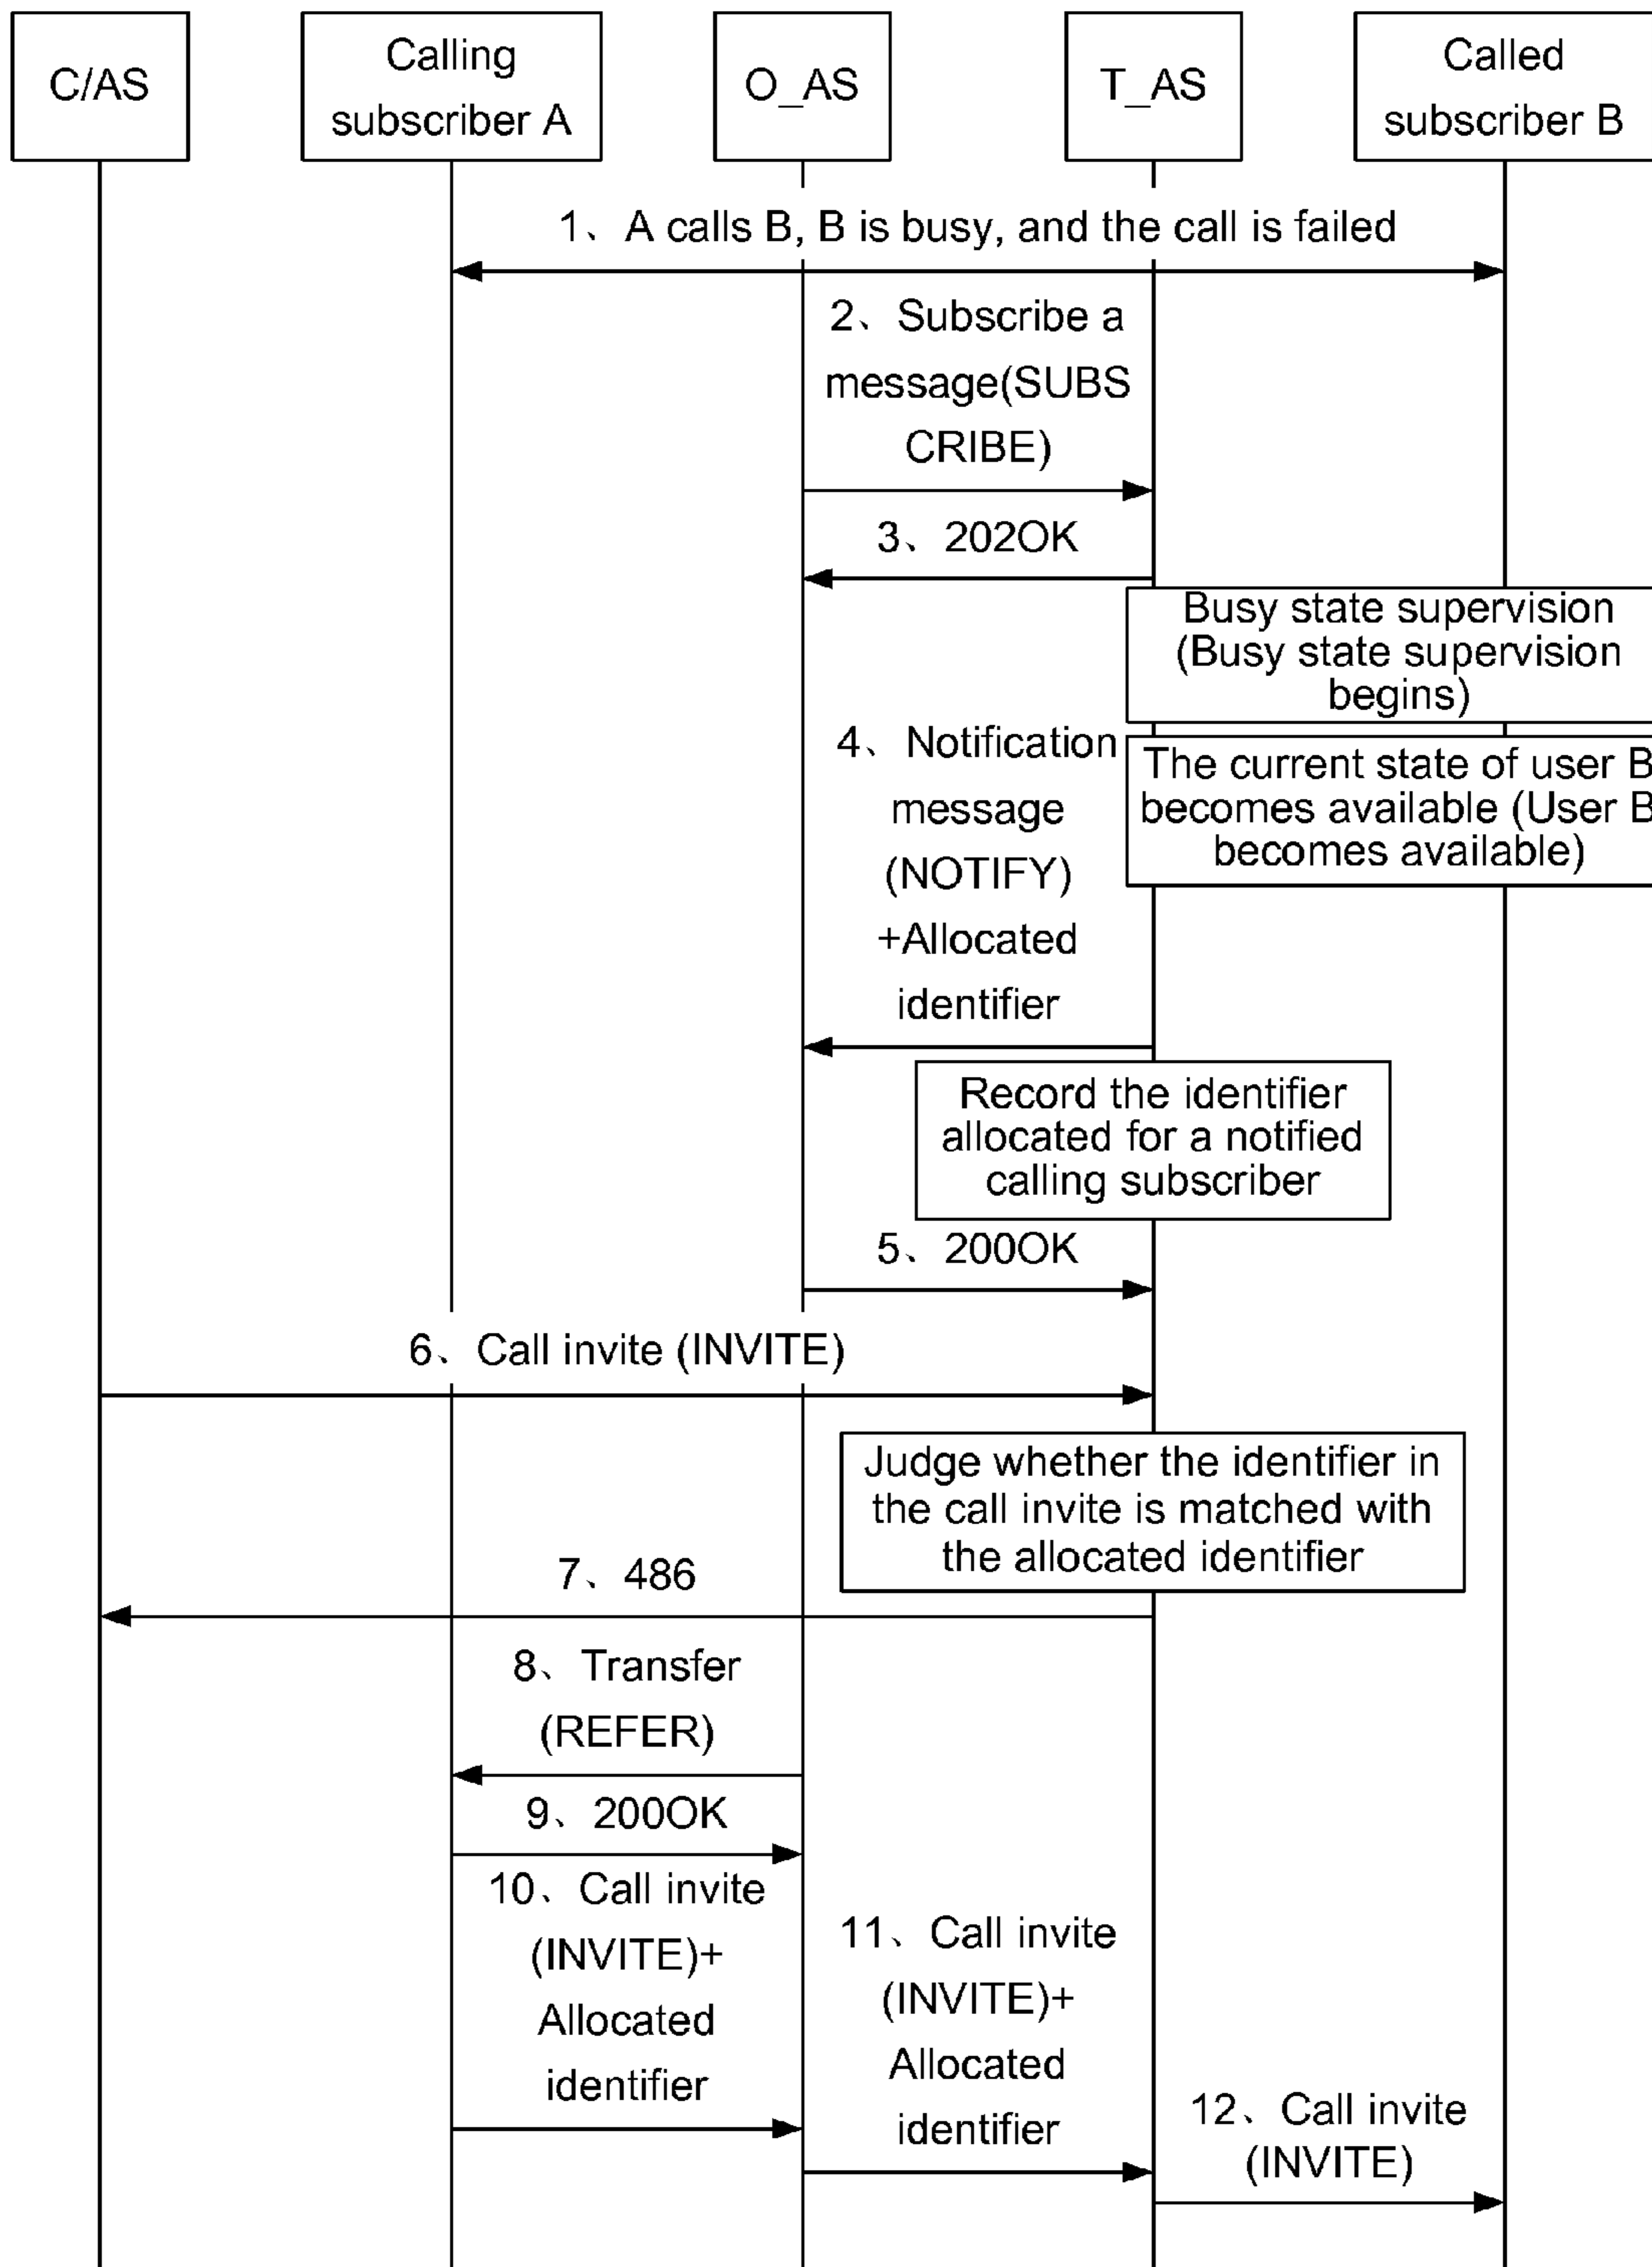 C/AS
Calling
subscriber A
O_AS
T_AS
Called
subscriber B
1、A calls B, B is busy, and the call is failed
2、Subscribe a
message(SUBS
CRIBE)
3、202OK
Busy state supervision
(Busy state supervision
begins)
4、Notification
message
(NOTIFY)
+Allocated
identifier
The current state of user B
becomes available (User B
becomes available)
Record the identifier
allocated for a notified
calling subscriber
5、200OK
6、Call invite (INVITE)
Judge whether the identifier in
the call invite is matched with
the allocated identifier
7、486
8、Transfer
(REFER)
9、200OK
10、Call invite
(INVITE)+
Allocated
identifier
11、Call invite
(INVITE)+
Allocated
identifier
12、Call invite
(INVITE)